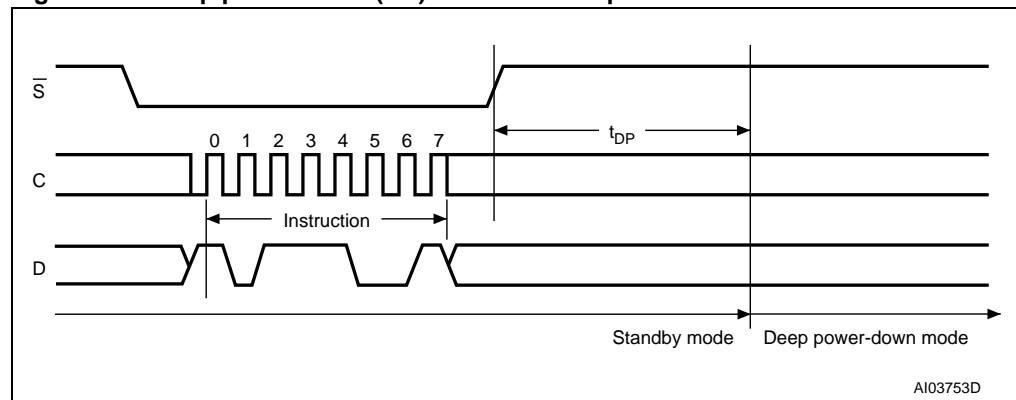 S
t_DP
0 1 2 3 4 5 6 7
C
Instruction
D
Standby mode Deep power-down mode
AI03753D